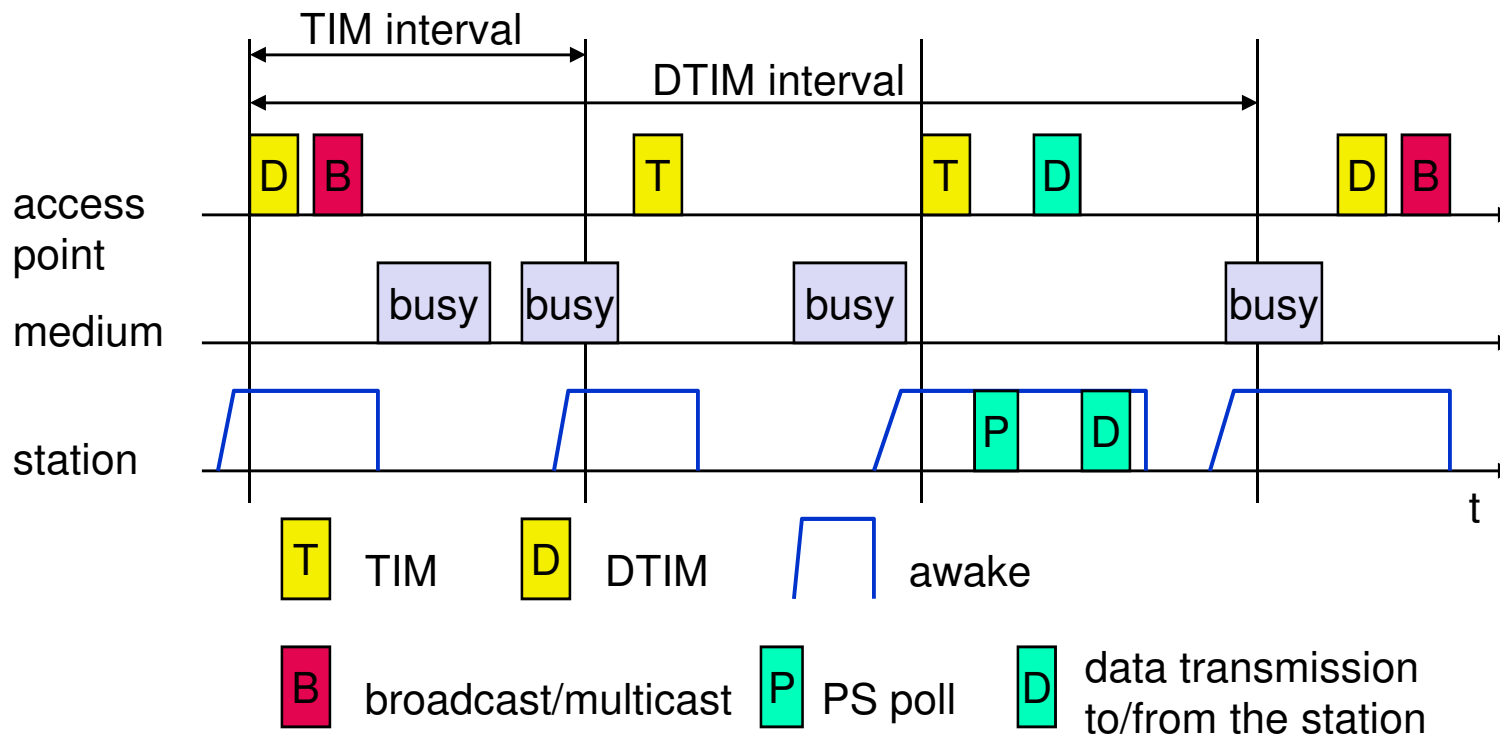 TIM interval
DTIM interval
D B T T D D B
access
point
busy busy busy busy
medium
P D
station
t
T TIM D DTIM awake
B broadcast/multicast P PS poll D data transmission
to/from the station